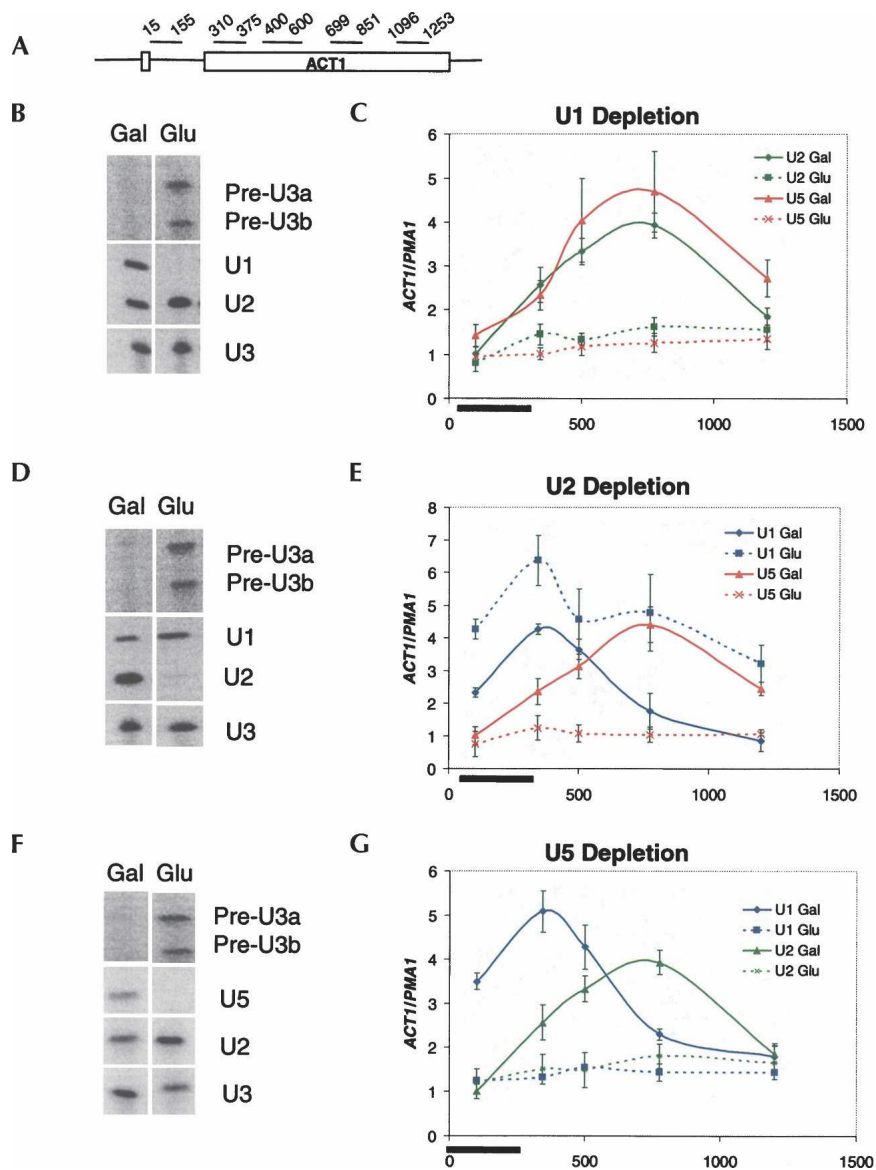 A
15 155 310 375 400 600 699 851 1096 1253
ACT1
B
Gal Glu
Pre-U3a
Pre-U3b
U1
U2
U3
C
U1 Depletion
ACT1/PMA1
6
5
4
3
2
1
0
0 500 1000 1500
U2 Gal
U2 Glu
U5 Gal
U5 Glu
D
Gal Glu
Pre-U3a
Pre-U3b
U1
U2
U3
E
U2 Depletion
ACT1/PMA1
8
7
6
5
4
3
2
1
0
0 500 1000 1500
U1 Gal
U1 Glu
U5 Gal
U5 Glu
F
Gal Glu
Pre-U3a
Pre-U3b
U5
U2
U3
G
U5 Depletion
ACT1/PMA1
6
5
4
3
2
1
0
0 500 1000 1500
U1 Gal
U1 Glu
U2 Gal
U2 Glu